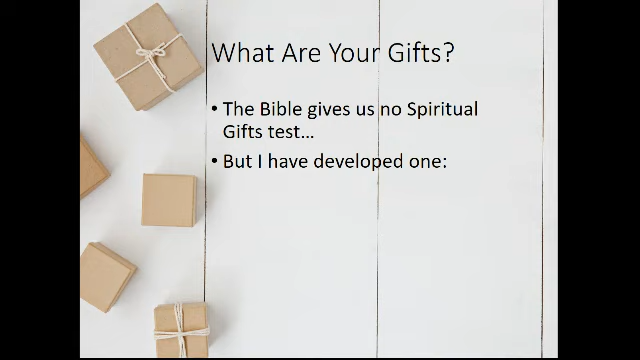 What Are Your Gifts?
• The Bible gives us no Spiritual
Gifts test…
• But I have developed one: